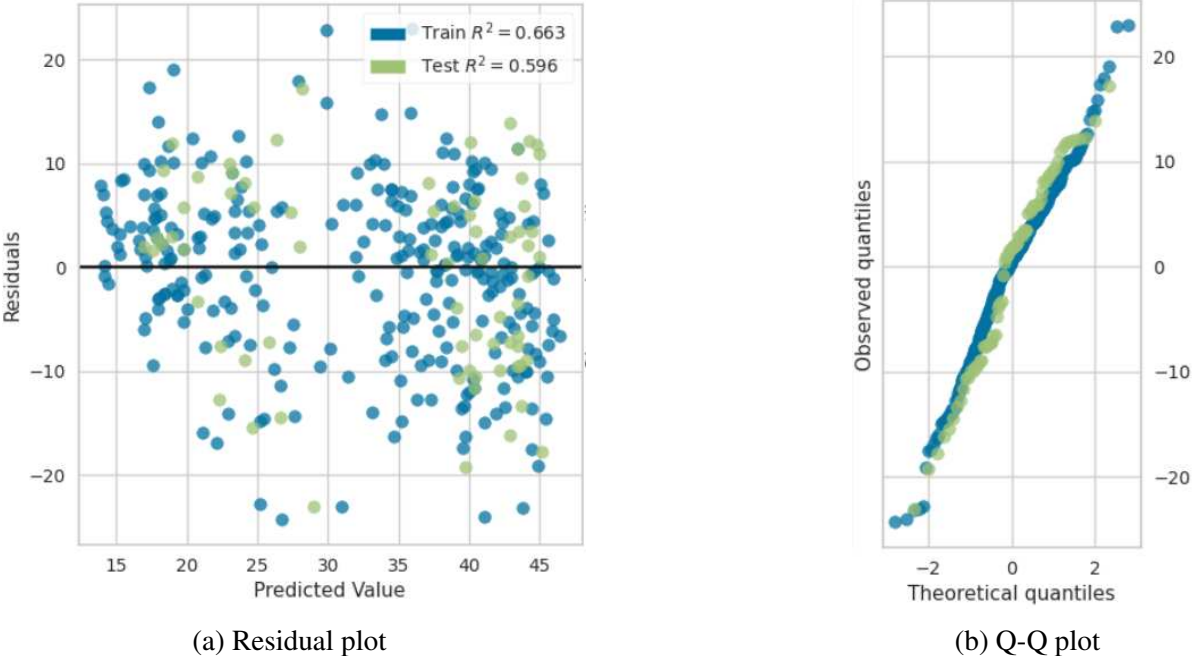 Train R² = 0.663
Test R² = 0.596
20
10
0
−10
−20
Residuals
15 20 25 30 35 40 45
Predicted Value
(a) Residual plot
20
10
0
−10
−20
Observed quantiles
−2 0 2
Theoretical quantiles
(b) Q-Q plot